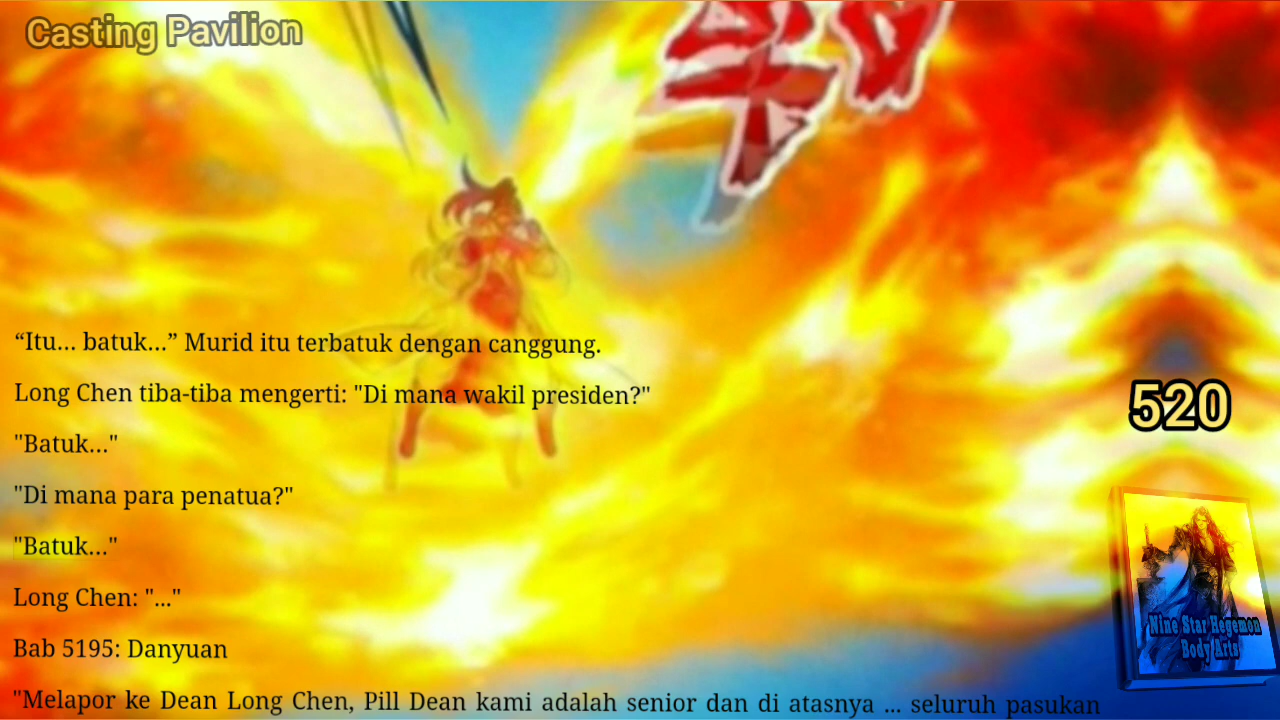 Casting Pavilion
“Itu... batuk...” Murid itu terbatuk dengan canggung.
Long Chen tiba-tiba mengerti: "Di mana wakil presiden?"
"Batuk..."
"Di mana para penatua?"
"Batuk..."
Long Chen: "..."
Bab 5195: Danyuan
"Melapor ke Dean Long Chen, Pill Dean kami adalah senior dan di atasnya ... seluruh pasukan
520
Nine Star Hegemon
Body Arts